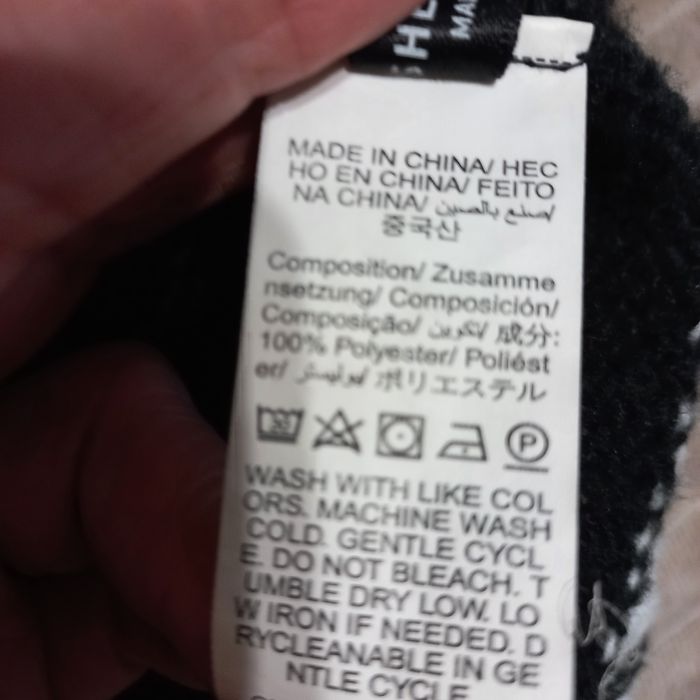 MADE IN CHINA/ HEC
HO EN CHINA/ FEITO
NA CHINA/ صنع بالصين/
중국산
Composition/ Zusamme
nsetzung/ Composición/
Composição/ تكوين/ 成分:
100% Polyester/ Poliést
er/ بوليستر/ ポリエステル
30
P
WASH WITH LIKE COL
ORS. MACHINE WASH
COLD. GENTLE CYCL
E. DO NOT BLEACH. T
UMBLE DRY LOW. LO
W IRON IF NEEDED. D
RYCLEANABLE IN GE
NTLE CYCLE